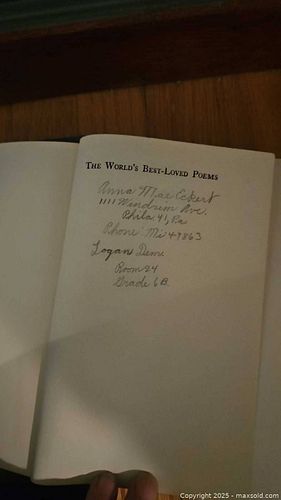 THE WORLD'S BEST-LOVED POEMS
Anna Mae Eckert
1111 Windrim Ave.
Phila 41, Pa
Phone: Mi 4-7863
Logan Dem.
Room 24
Grade 6B
Copyright © 2025 - maxsold.com